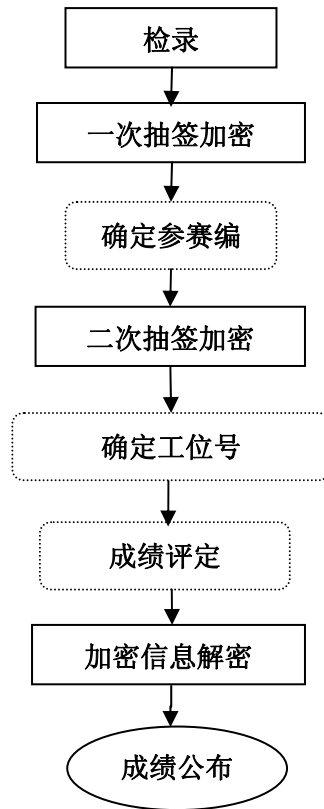 检录
一次抽签加密
确定参赛编
二次抽签加密
确定工位号
成绩评定
加密信息解密
成绩公布